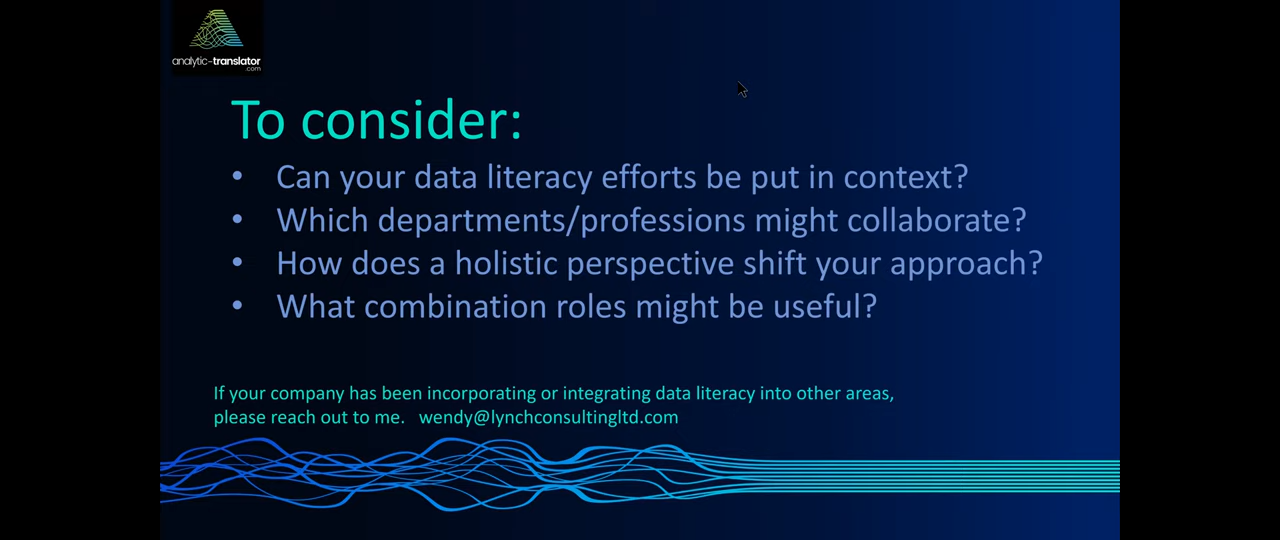 analytic-translator
.com
To consider:
• Can your data literacy efforts be put in context?
• Which departments/professions might collaborate?
• How does a holistic perspective shift your approach?
• What combination roles might be useful?
If your company has been incorporating or integrating data literacy into other areas,
please reach out to me. wendy@lynchconsultingltd.com